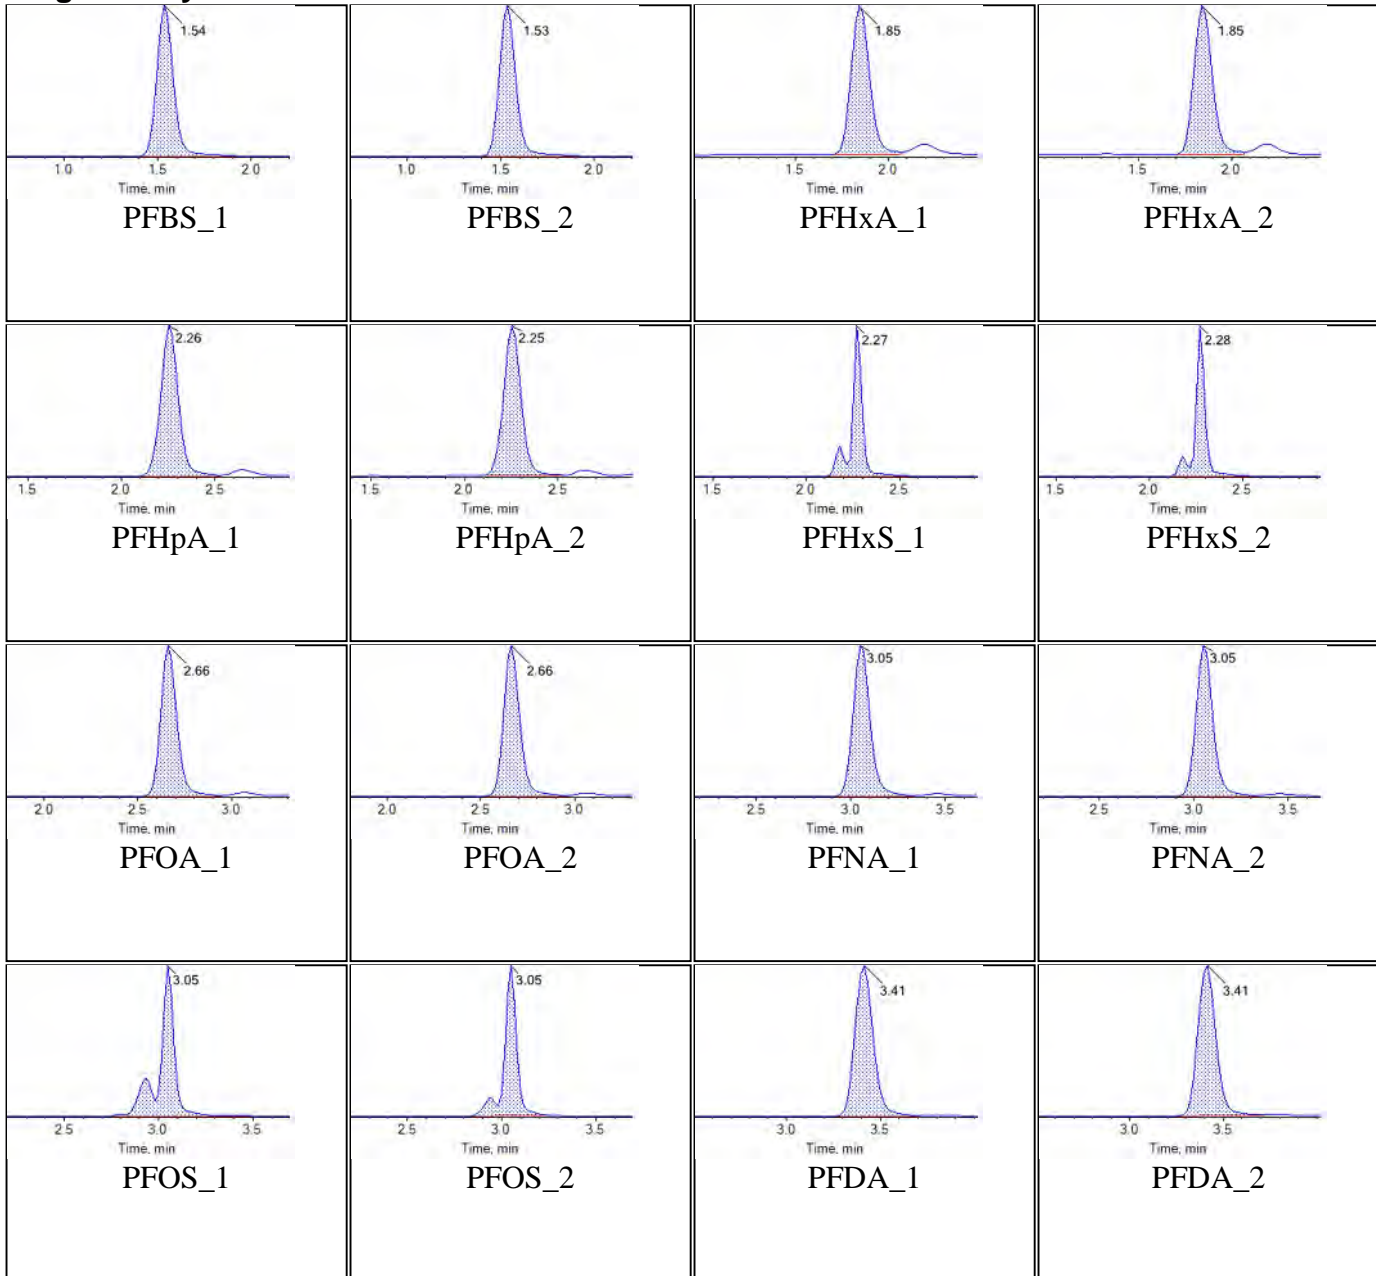 1.54 1.53 1.85 1.85
1.0 1.5 2.0 1.0 1.5 2.0 1.5 2.0 1.5 2.0
Time, min Time, min Time, min Time, min
PFBS_1 PFBS_2 PFHxA_1 PFHxA_2
2.26 2.25 2.27 2.28
1.5 2.0 2.5 1.5 2.0 2.5 1.5 2.0 2.5 1.5 2.0 2.5
Time, min Time, min Time, min Time, min
PFHpA_1 PFHpA_2 PFHxS_1 PFHxS_2
2.66 2.66 3.05 3.05
2.0 2.5 3.0 2.0 2.5 3.0 2.5 3.0 3.5 2.5 3.0 3.5
Time, min Time, min Time, min Time, min
PFOA_1 PFOA_2 PFNA_1 PFNA_2
3.05 3.05 3.41 3.41
2.5 3.0 3.5 2.5 3.0 3.5 3.0 3.5 3.0 3.5
Time, min Time, min Time, min Time, min
PFOS_1 PFOS_2 PFDA_1 PFDA_2